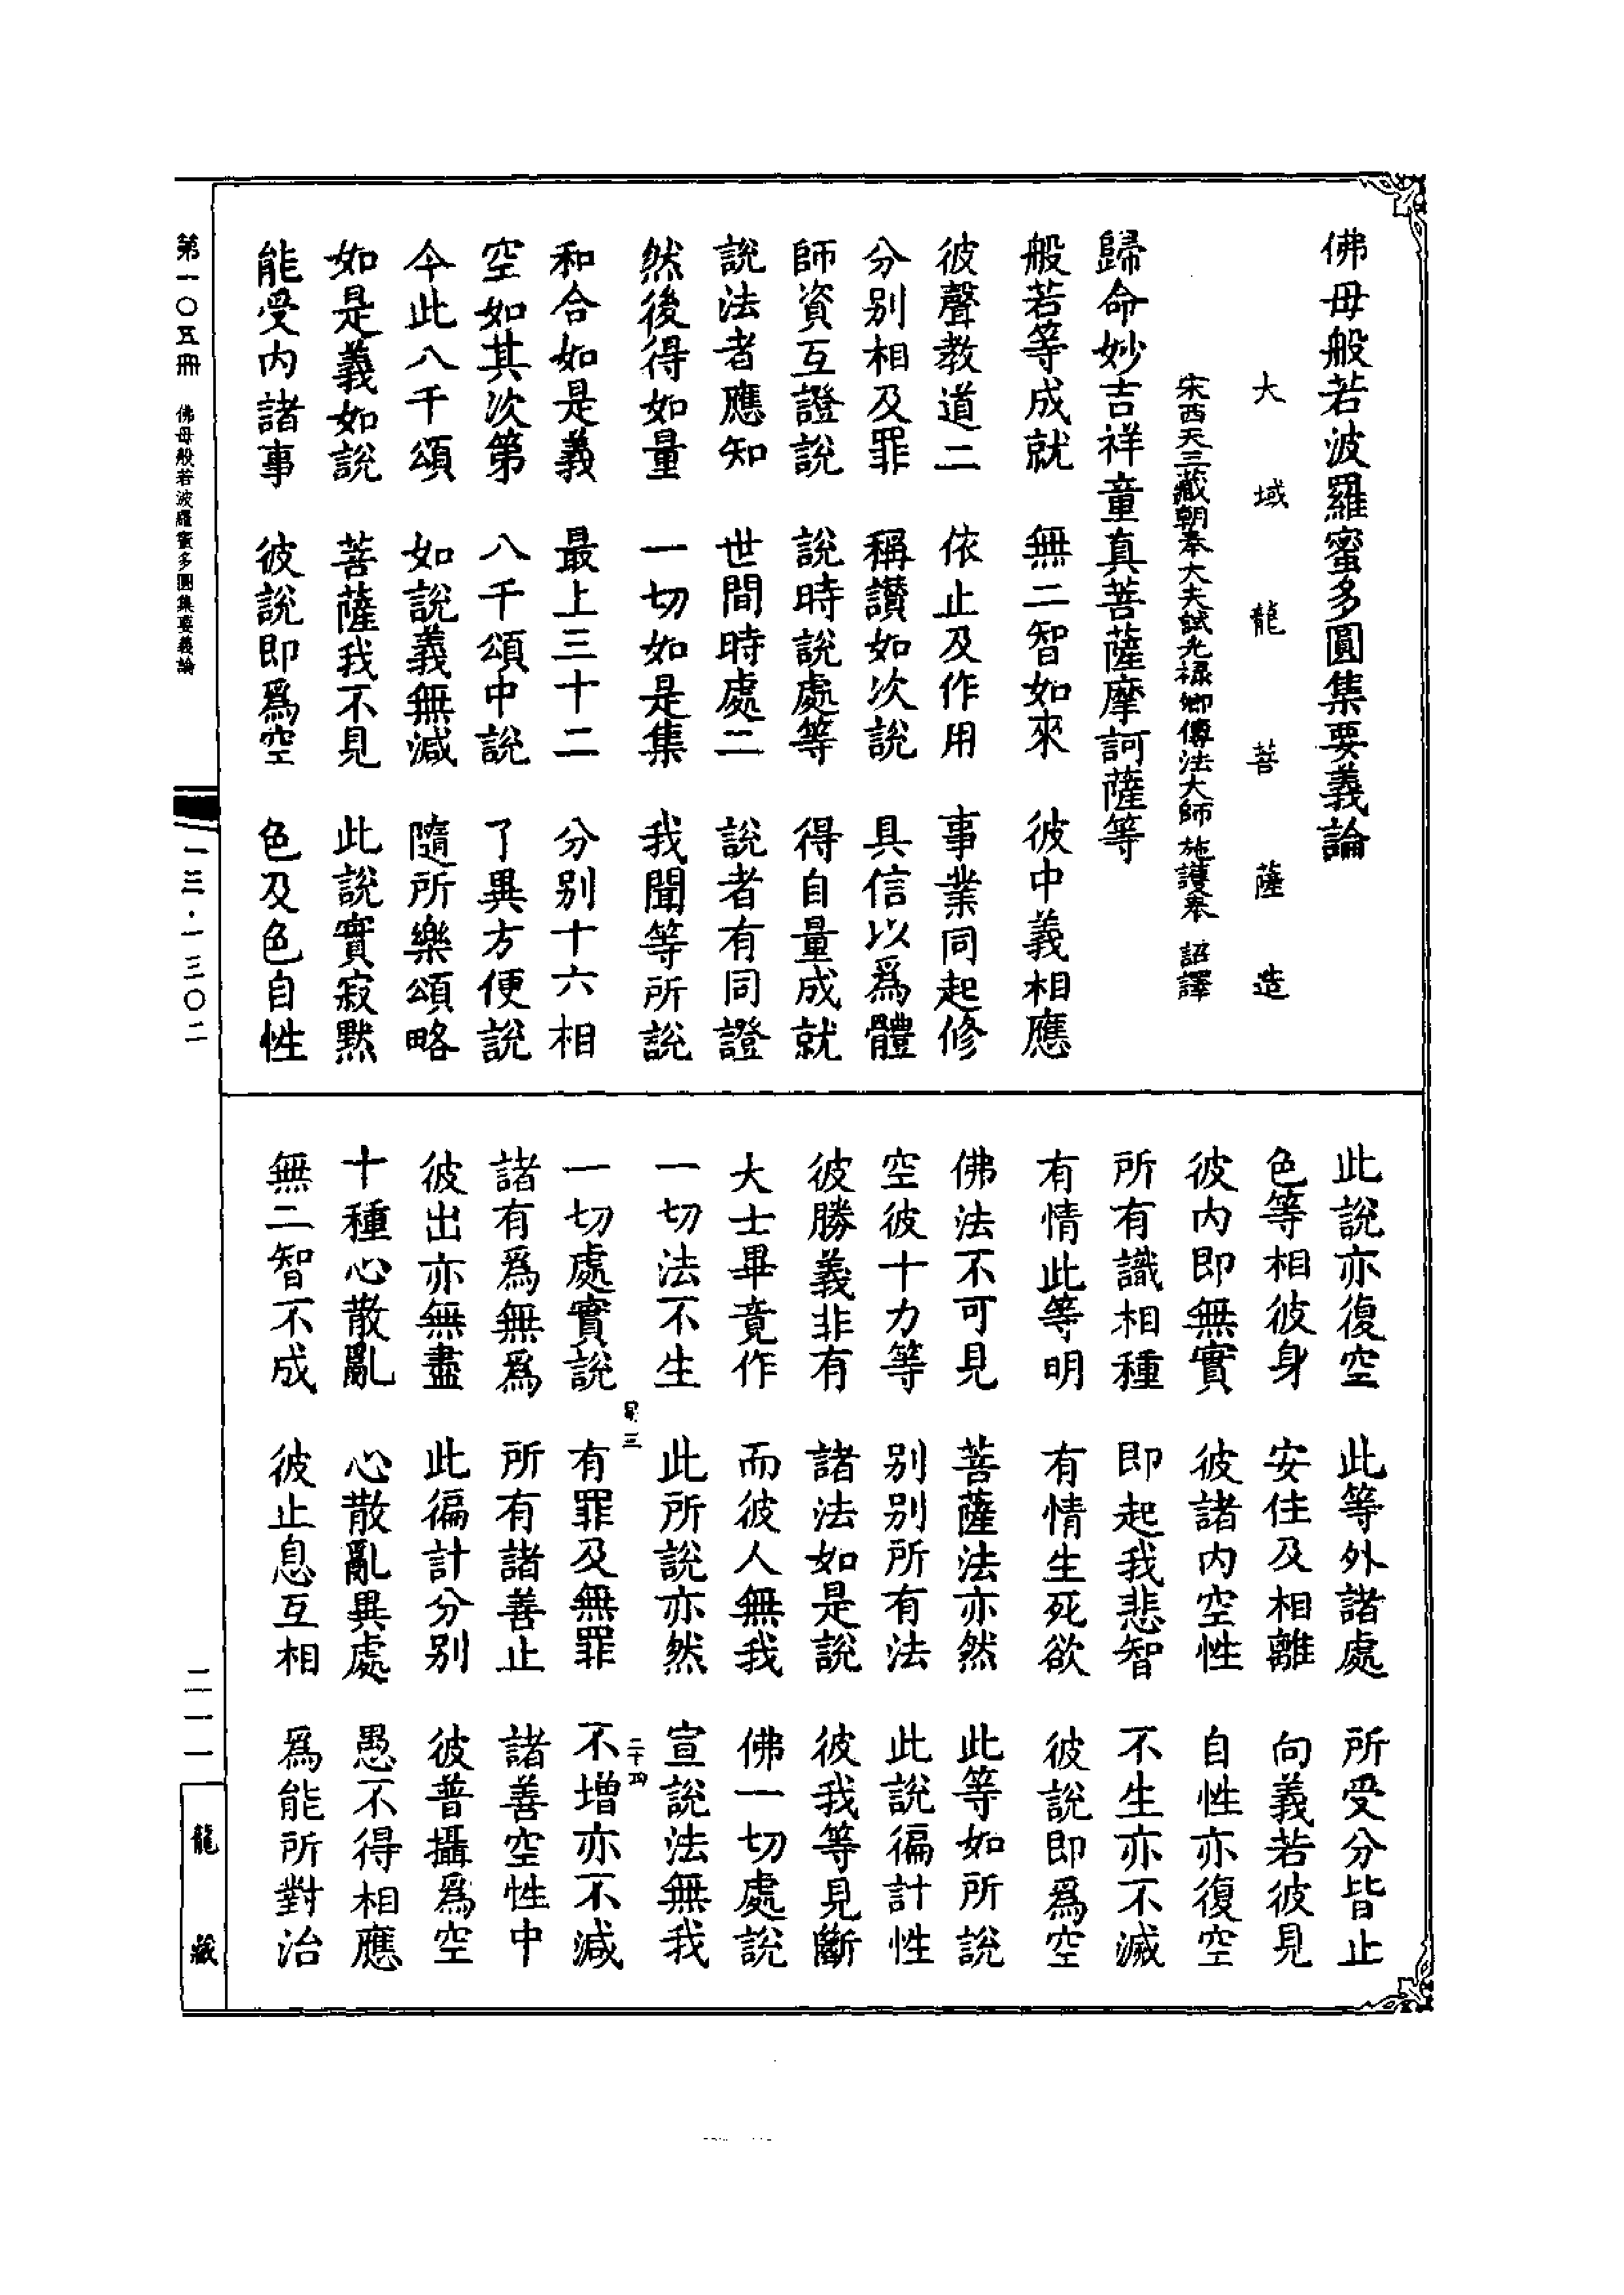 佛母般若波羅蜜多圓集要義論
大域龍菩薩造
宋西天三藏朝奉大夫試光祿卿傳法大師施護奉 詔譯
歸命妙吉祥童真菩薩摩訶薩等
般若等成就 無二智如來 彼中義相應
彼聲教道二 依止及作用 事業同起修
分別相及罪 稱讚如次說 具信以爲體
師資互證說 說時說處等 得自量成就
說法者應知 世間時處二 說者有同證
然後得如量 一切如是集 我聞等所說
和合如是義 最上三十二 分別十六相
空如其次第 八千頌中說 了異方便說
今此八千頌 如說義無減 隨所樂頌略
如是義如說 菩薩我不見 此說實寂默
能受內諸事 彼說即爲空 色及色自性
此說亦復空 此等外諸處 所受分皆止
色等相彼身 安住及相離 向義若彼見
彼內即無實 彼諸內空性 自性亦復空
所有識相種 即起我悲智 不生亦不滅
有情此等明 有情生死欲 彼說即爲空
佛法不可見 菩薩法亦然 此等如所說
空彼十力等 別別所有法 此說徧計性
彼勝義非有 諸法如是說 彼我等見斷
大士畢竟作 而彼人無我 佛一切處說
一切法不生 此所說亦然 宣說法無我
三 二十四
一切處實說 有罪及無罪 不增亦不減
諸有爲無爲 所有諸善止 諸善空性中
彼出亦無盡 此徧計分別 彼普攝爲空
十種心散亂 心散亂異處 愚不得相應
無二智不成 彼止息互相 爲能所對治
第一〇五冊 佛母般若波羅蜜多圓集要義論
一三·一三〇二
二一一
龍藏